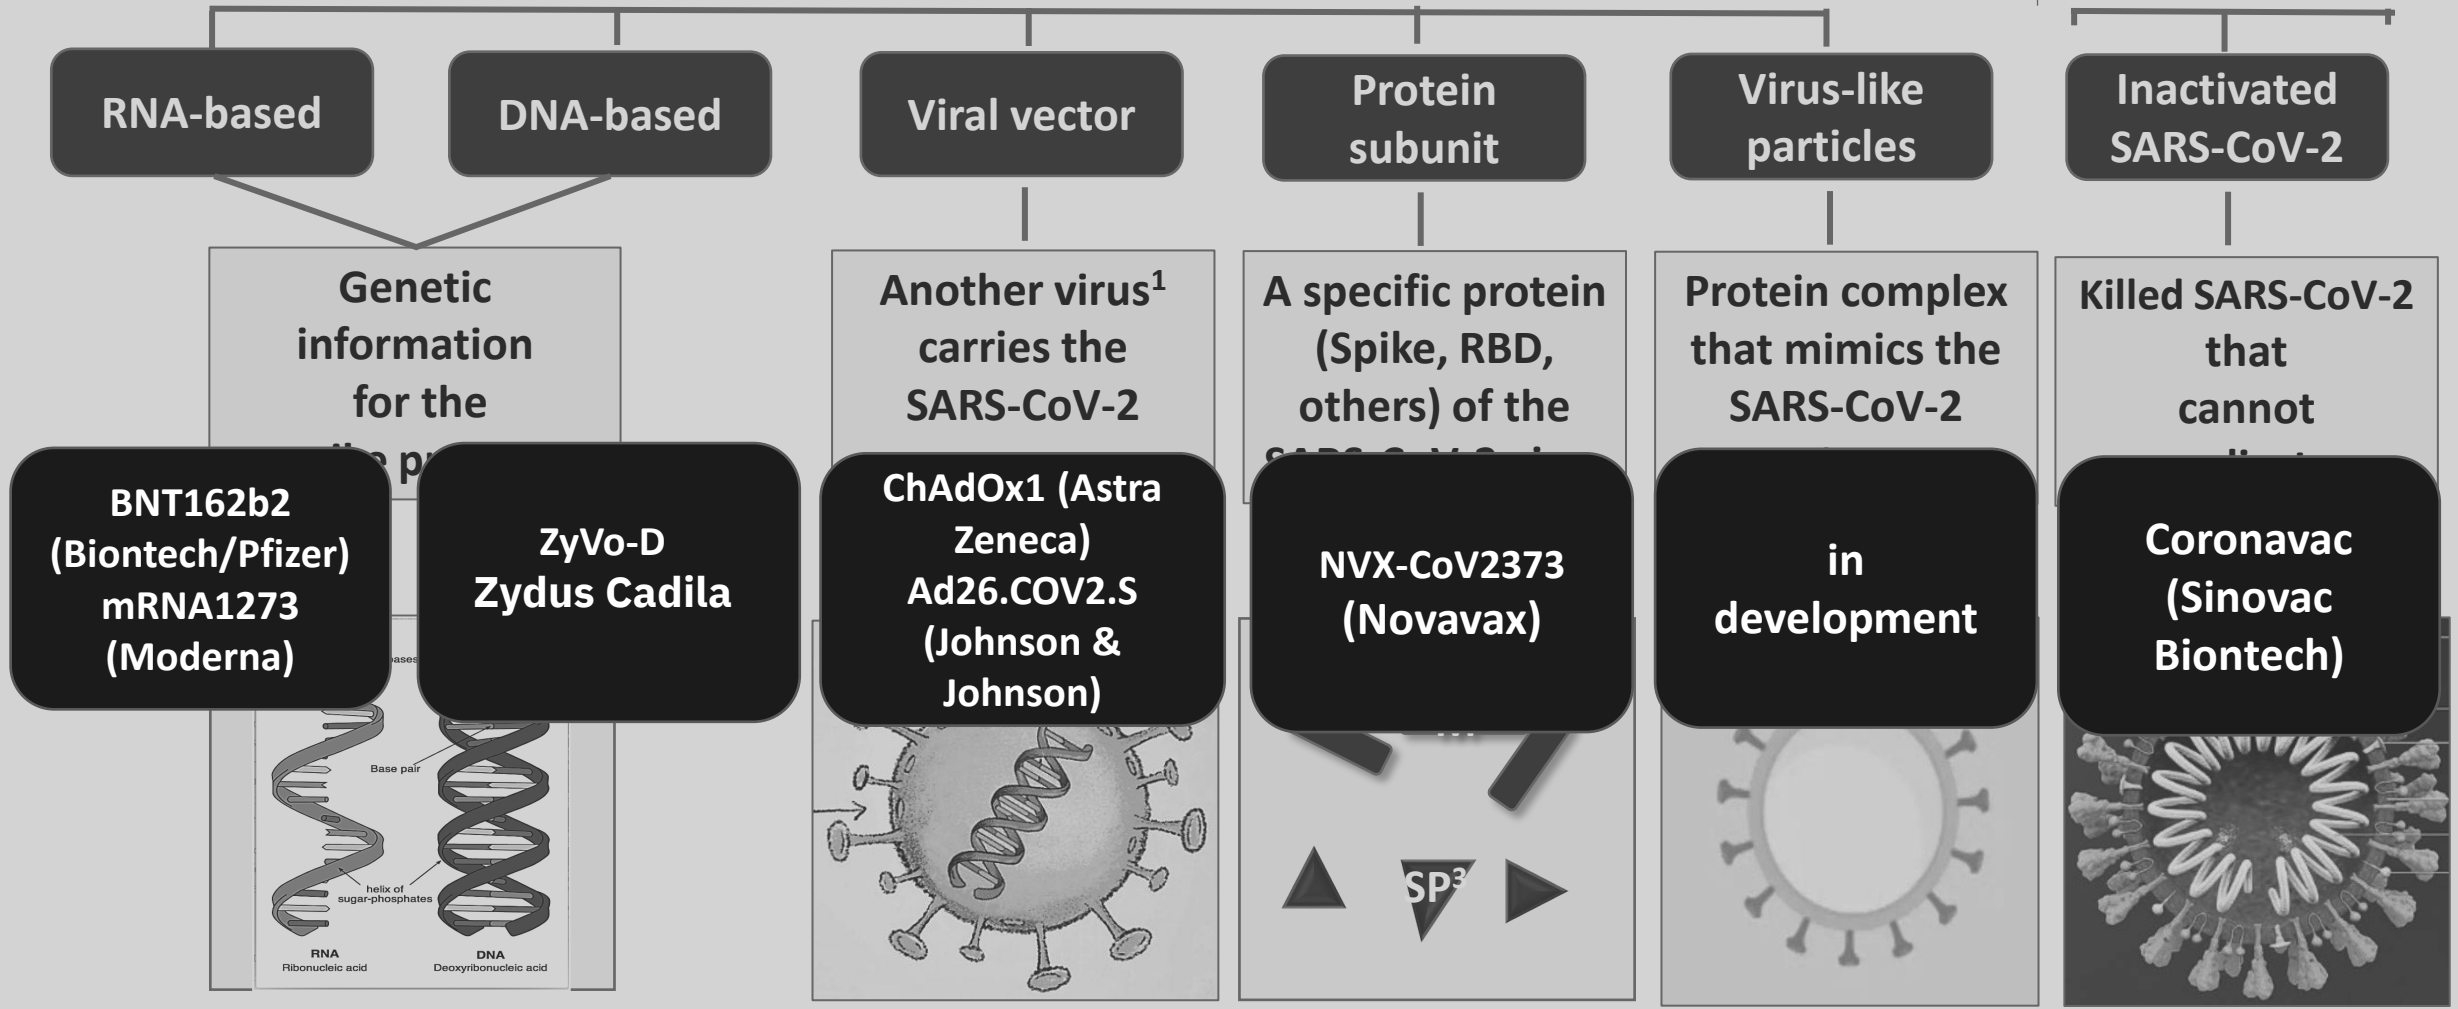 RNA-based
DNA-based
Viral vector
Protein
subunit
Virus-like
particles
Inactivated
SARS-CoV-2
Genetic
information
for the
Another virus¹
carries the
SARS-CoV-2
A specific protein
(Spike, RBD,
others) of the
SARS-CoV-2
Protein complex
that mimics the
SARS-CoV-2
Killed SARS-CoV-2
that
cannot
BNT162b2
(Biontech/Pfizer)
mRNA1273
(Moderna)
ZyVo-D
Zydus Cadila
ChAdOx1 (Astra
Zeneca)
Ad26.COV2.S
(Johnson &
Johnson)
NVX-CoV2373
(Novavax)
in
development
Coronavac
(Sinovac
Biontech)
Base pair
helix of
sugar-phosphates
RNA
Ribonucleic acid
DNA
Deoxyribonucleic acid
SP³